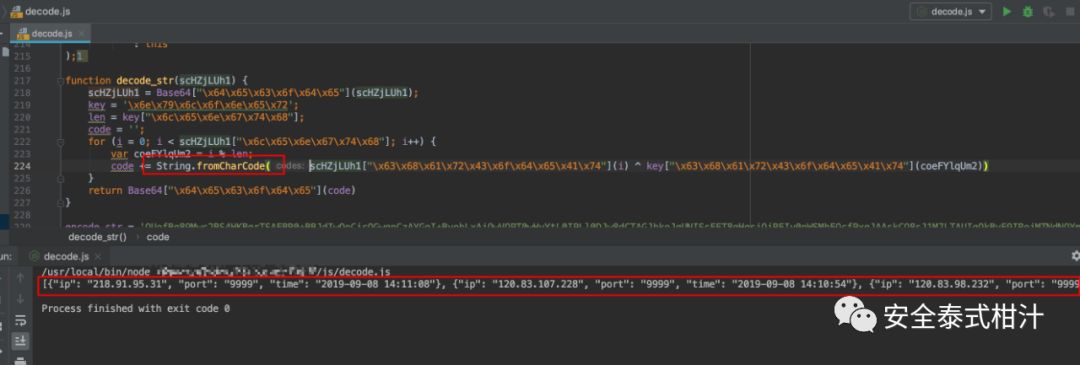 decode.js
decode.js
decode.js ×
214 : this
215 );1
216
217 function decode_str(scHZjLUh1) {
218 scHZjLUh1 = Base64["\x64\x65\x63\x6f\x64\x65"](scHZjLUh1);
219 key = '\x6e\x79\x6c\x6f\x6e\x65\x72';
220 len = key["\x6c\x65\x6e\x67\x74\x68"];
221 code = '';
222 for (i = 0; i < scHZjLUh1["\x6c\x65\x6e\x67\x74\x68"]; i++) {
223 var coeFYlqUm2 = i % len;
224 code += String.fromCharCode( codes: scHZjLUh1["\x63\x68\x61\x72\x43\x6f\x64\x65\x41\x74"](i) ^ key["\x63\x68\x61\x72\x43\x6f\x64\x65\x41\x74"](coeFYlqUm2))
225 }
226 return Base64["\x64\x65\x63\x6f\x64\x65"](code)
227 }
228
decode_str() › code
un: decode.js ×
/usr/local/bin/node /js/decode.js
[{"ip": "218.91.95.31", "port": "9999", "time": "2019-09-08 14:11:08"}, {"ip": "120.83.107.228", "port": "9999", "time": "2019-09-08 14:10:54"}, {"ip": "120.83.98.232", "port": "9999
Process finished with exit code 0
安全泰式柑汁